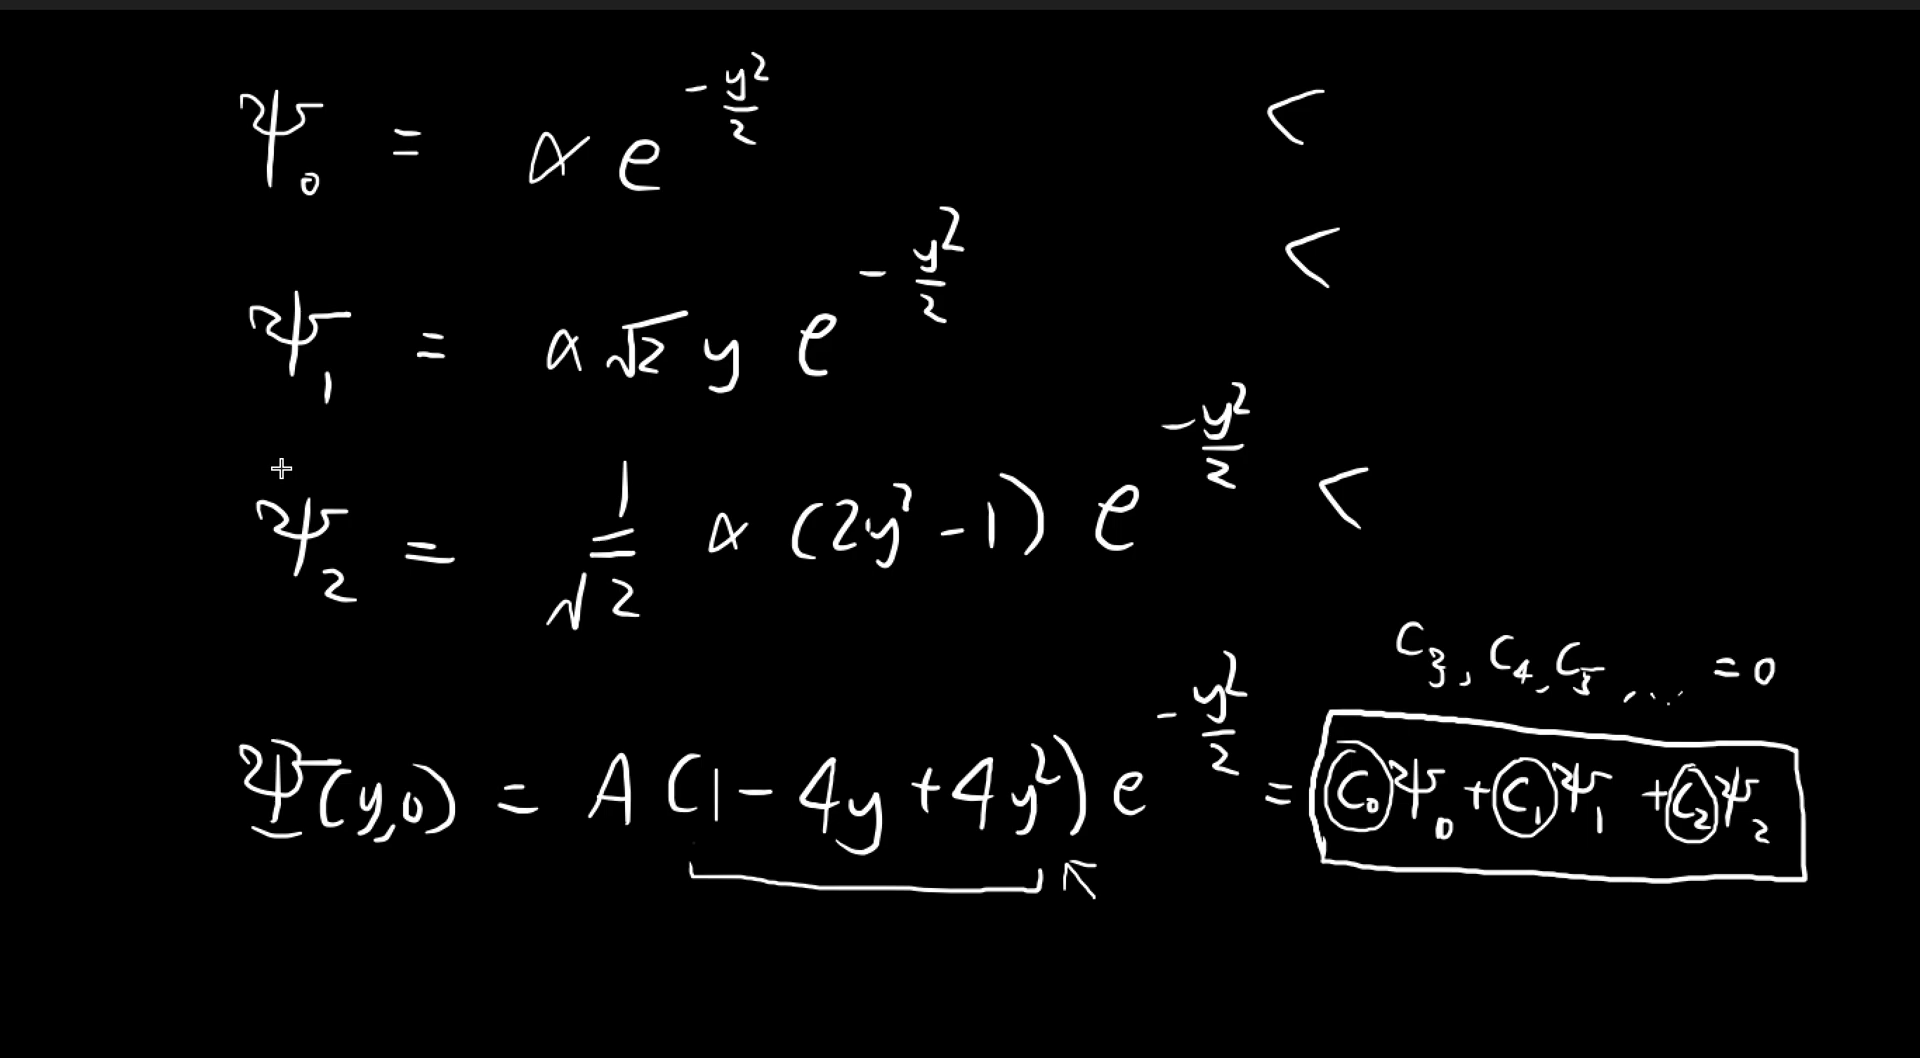 ψ₀ = α e^(-y²/2) <
ψ₁ = α √2 y e^(-y²/2) <
ψ₂ = 1/√2 α (2y² - 1) e^(-y²/2) <
C₃, C₄, C₅, ... = 0
Ψ(y,0) = A (1 - 4y + 4y²) e^(-y²/2) = C₀ψ₀ + C₁ψ₁ + C₂ψ₂